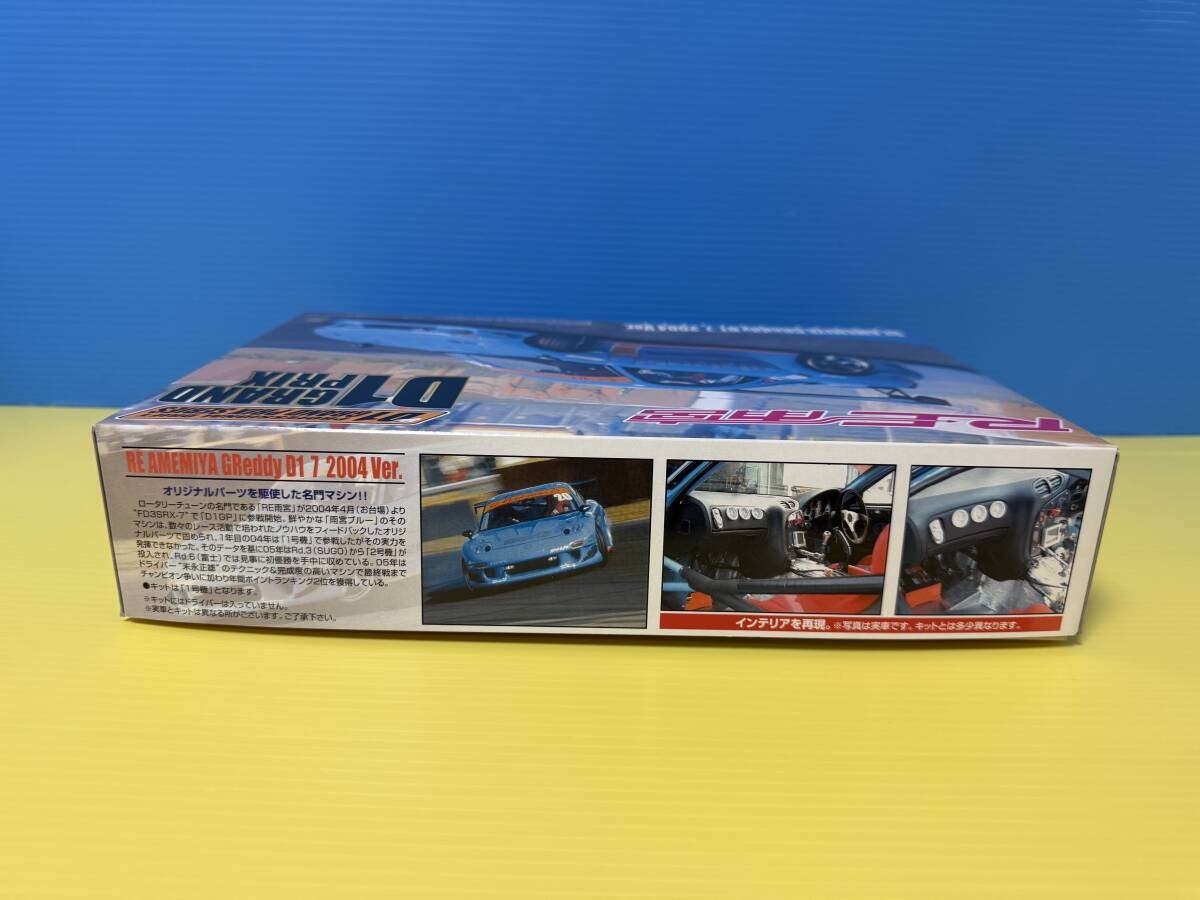 RE AMEMIYA GReddy D1 7 2004 Ver.
D1 GRAND PRIX
R.E雨宮
RE AMEMIYA GReddy D1 7 2004 Ver.
オリジナルパーツを駆使した名門マシン!!
ロータリーチューンの名門である「RE雨宮」が2004年4月(お台場)より
"FD3SRX-7"で「D1GP」に参戦開始。鮮やかな「雨宮ブルー」のその
マシンは、数々のレース活動で培われたノウハウをフィードバックしたオリジ
ナルパーツで固められ、1年目の04年は「1号機」で参戦したがその実力を
発揮できなかった。そのデータを基に05年はRd.3(SUGO)から「2号機」が
投入され、Rd.6(富士)では見事に初優勝を手中に収めている。05年は
ドライバー"末永正雄"のテクニック&完成度の高いマシンで最終戦まで
チャンピオン争いに加わり年間ポイントランキング2位を獲得している。
●キットは「1号機」となります。
※キットにはドライバーは入っていません。
※実車とキットは異なる所がございます。ご了承下さい。
20
インテリアを再現。※写真は実車です。キットとは多少異なります。